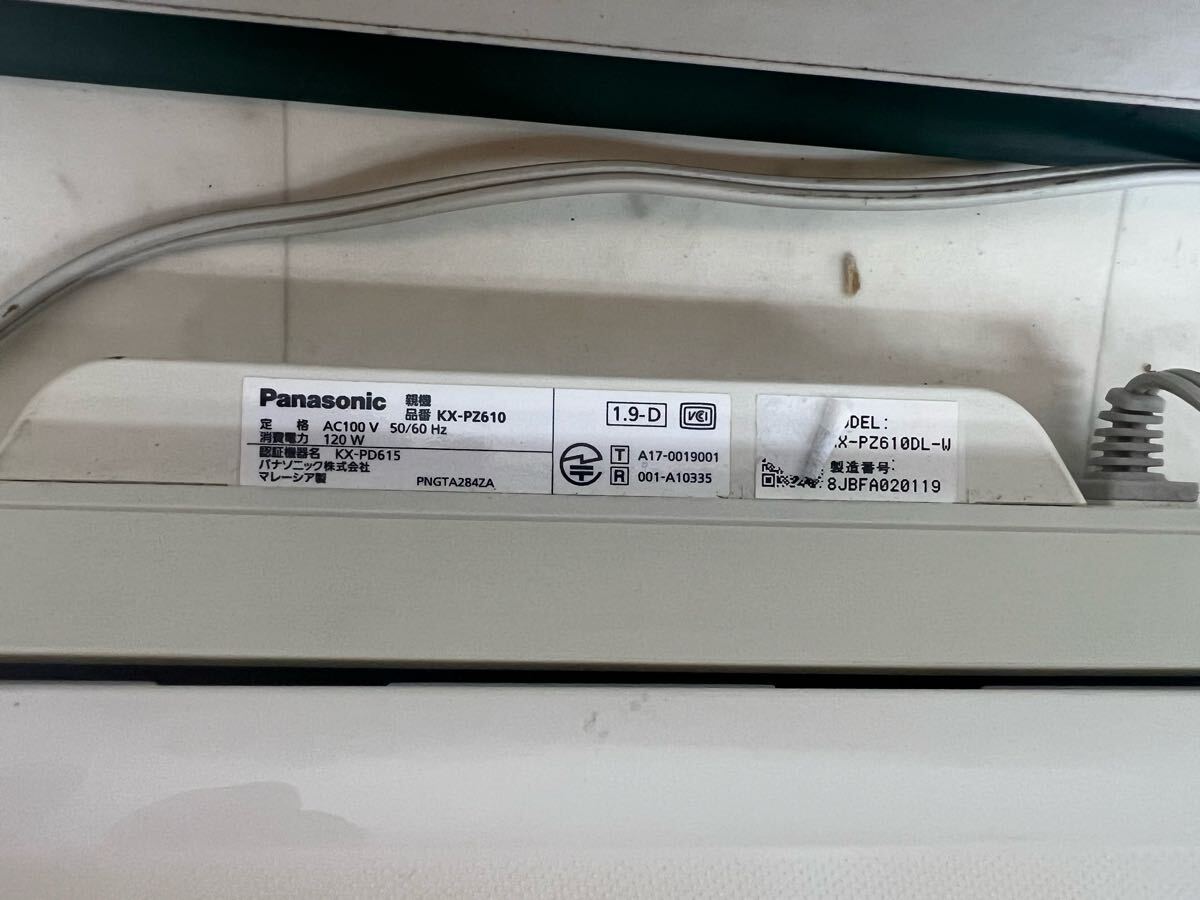 Panasonic 親機
品番 KX-PZ610
定 格 AC100 V 50/60 Hz
消費電力 120 W
認証機器名 KX-PD615
パナソニック株式会社
マレーシア製 PNGTA284ZA
1.9-D VCCI
T A17-0019001
R 001-A10335
ODEL:
X-PZ610DL-W
製造番号:
8JBFA020119